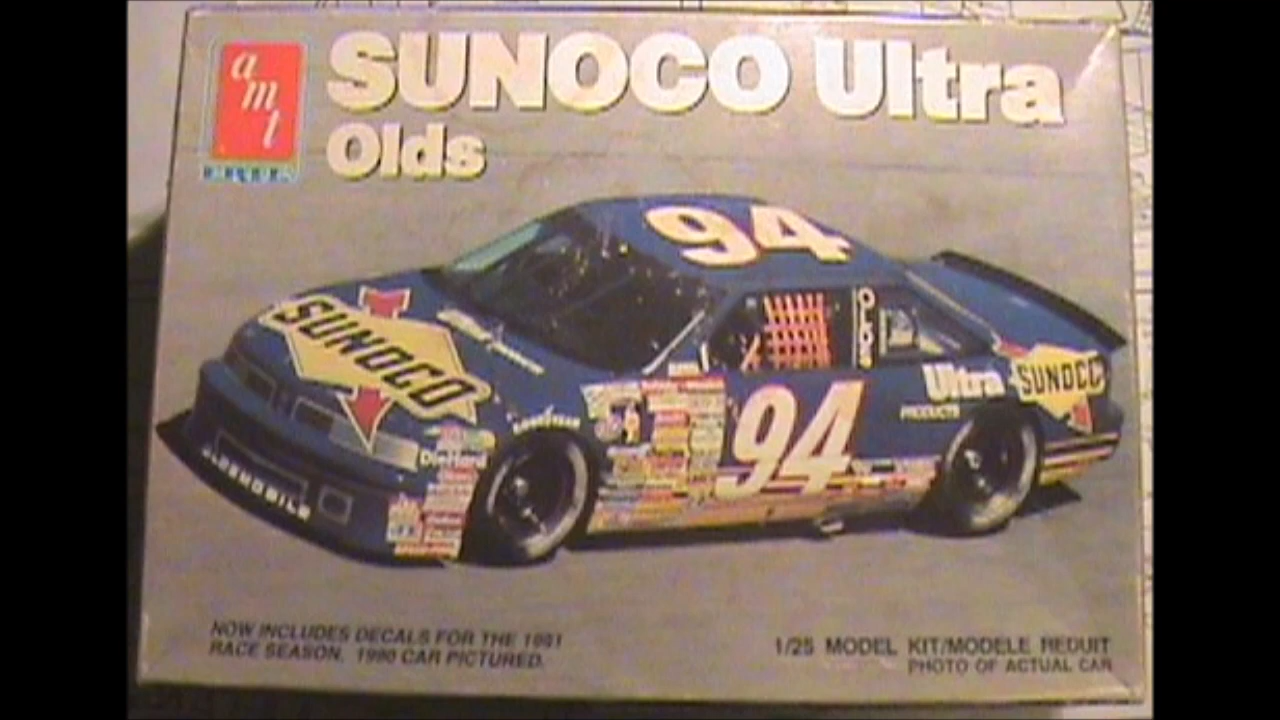 amt
ERTL
SUNOCO Ultra
Olds
94
SUNOCO
OLDS
94
Ultra
PRODUCTS
SUNOCO
GOODYEAR
DieHard
OLDSMOBILE
NOW INCLUDES DECALS FOR THE 1991
RACE SEASON. 1990 CAR PICTURED.
1/25 MODEL KIT/MODELE REDUIT
PHOTO OF ACTUAL CAR